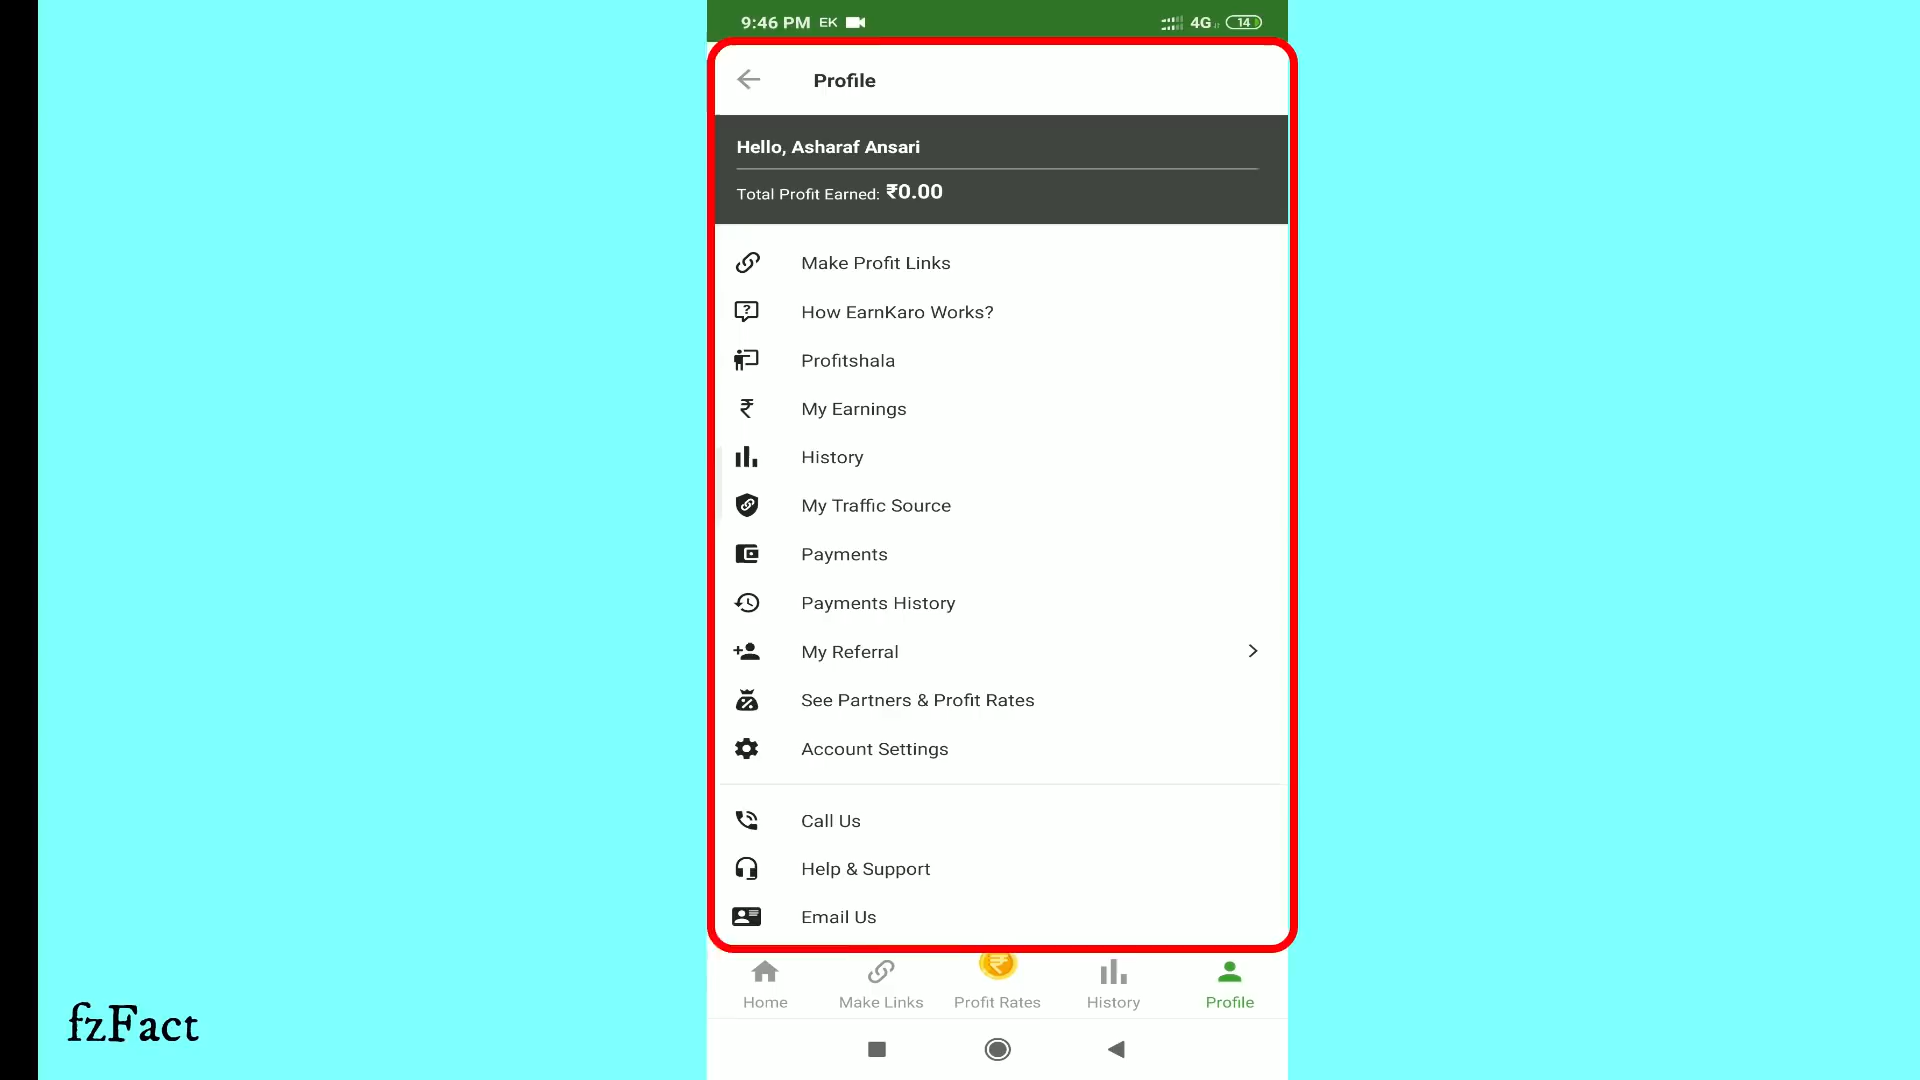 9:46 PM EK
4G 14
Profile
Hello, Asharaf Ansari
Total Profit Earned: ₹0.00
Make Profit Links
How EarnKaro Works?
Profitshala
My Earnings
History
My Traffic Source
Payments
Payments History
My Referral
See Partners & Profit Rates
Account Settings
Call Us
Help & Support
Email Us
Home Make Links Profit Rates History Profile
fzFact